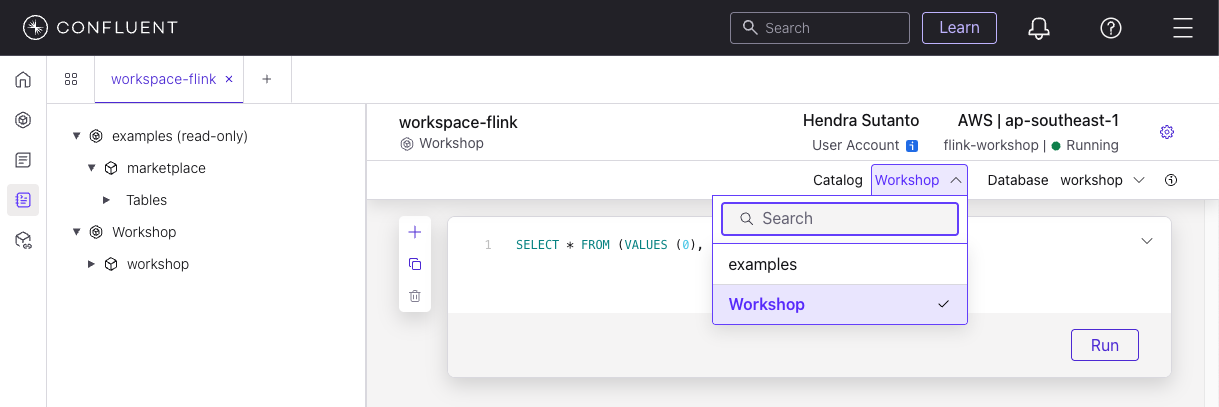 CONFLUENT
Search
Learn
workspace-flink ×
+
examples (read-only)
marketplace
Tables
Workshop
workshop
workspace-flink
Workshop
Hendra Sutanto
User Account
AWS | ap-southeast-1
flink-workshop | Running
Catalog Workshop
Database workshop
Search
examples
Workshop
1 SELECT * FROM (VALUES (0),
Run